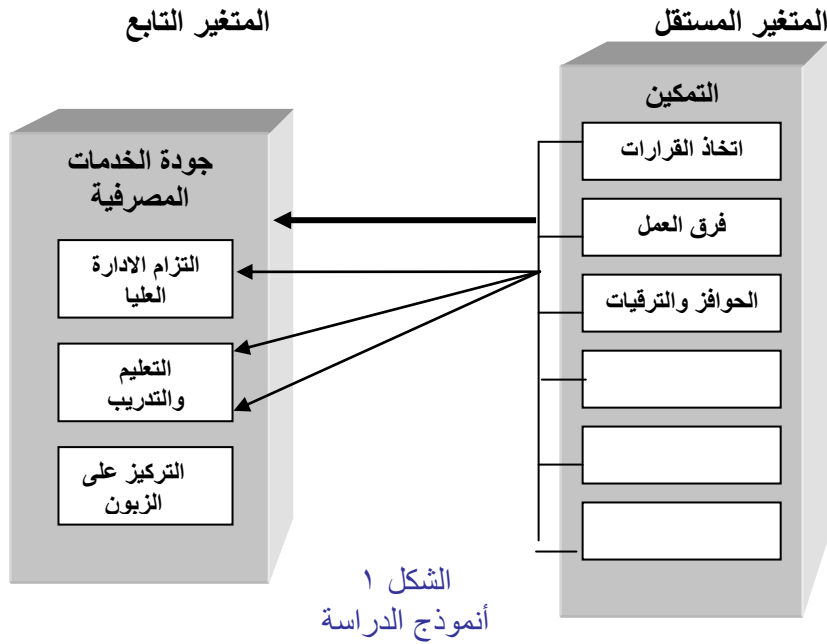 المتغير المستقل
المتغير التابع
التمكين
اتخاذ القرارات
فرق العمل
الحوافز والترقيات
جودة الخدمات
المصرفية
التزام الادارة
العليا
التعليم
والتدريب
التركيز على
الزبون
الشكل ١
أنموذج الدراسة